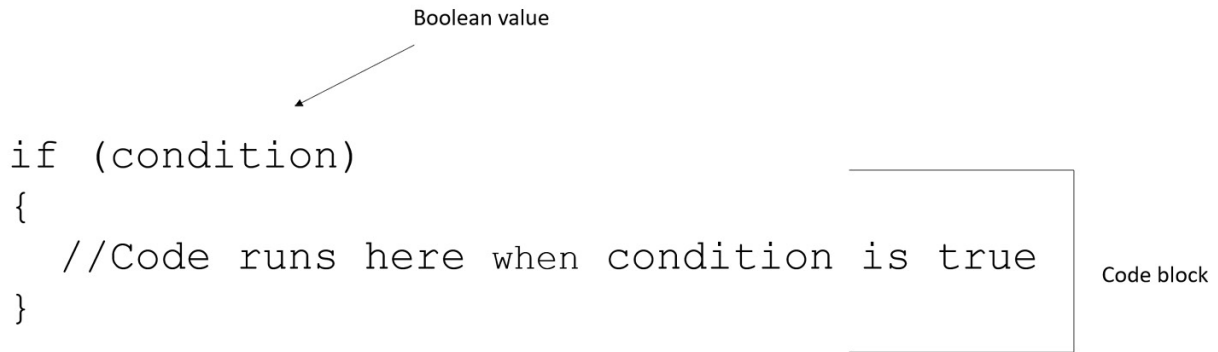 Boolean value
if (condition)
{
//Code runs here when condition is true
Code block
}